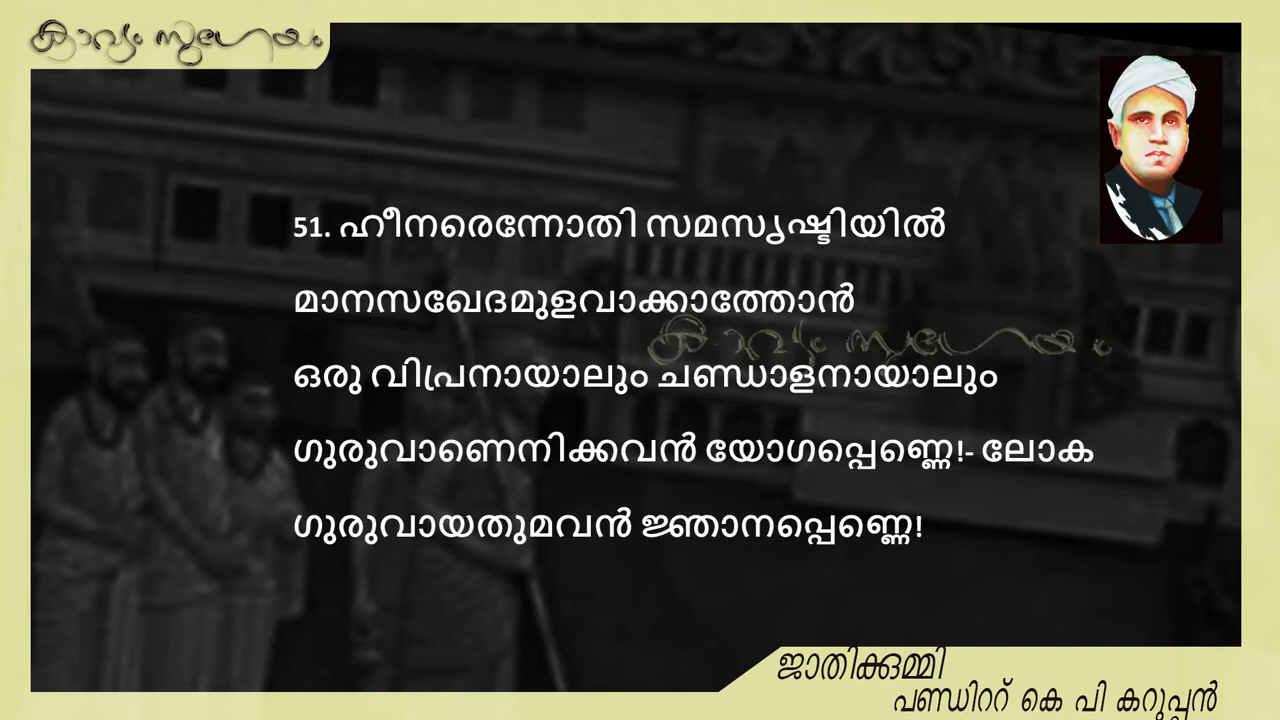 കാവ്യം സുഗേയം
51. ഹീനരെന്നോതി സമസൃഷ്ടിയിൽ
മാനസഖേദമുളവാക്കാത്തോൻ
കാവ്യം സുഗേയം
ഒരു വിപ്രനായാലും ചണ്ഡാളനായാലും
ഗുരുവാണെനിക്കവൻ യോഗപ്പെണ്ണെ!- ലോക
ഗുരുവായതുമവൻ ജ്ഞാനപ്പെണ്ണെ!
ജാതിക്കുമ്മി
പണ്ഡിററ് കെ പി കറുപ്പൻ